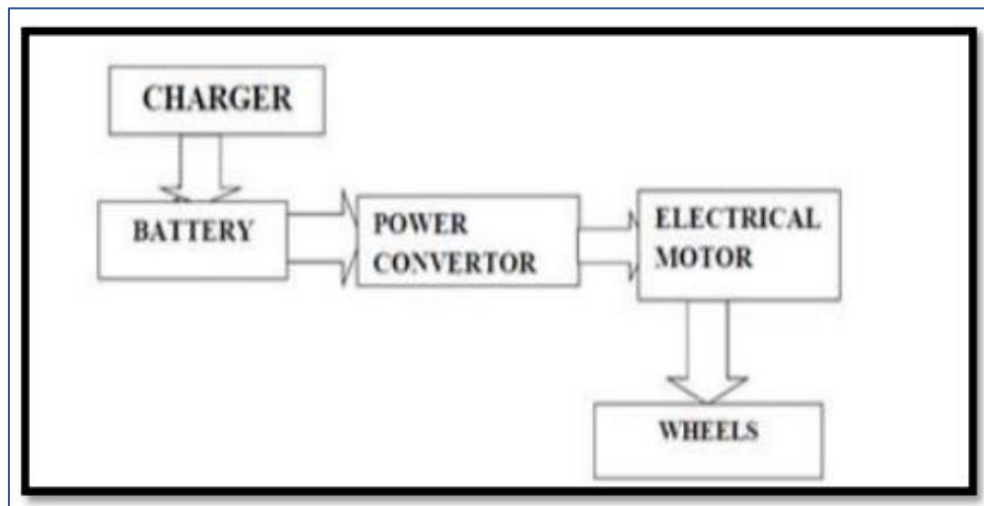 CHARGER
BATTERY
POWER
CONVERTOR
ELECTRICAL
MOTOR
WHEELS